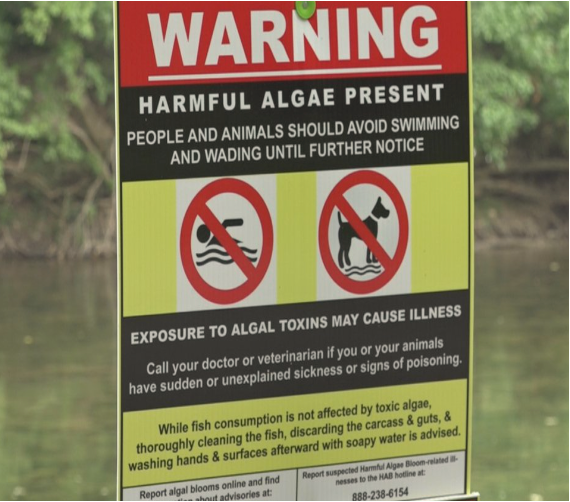 WARNING
HARMFUL ALGAE PRESENT
PEOPLE AND ANIMALS SHOULD AVOID SWIMMING
AND WADING UNTIL FURTHER NOTICE
EXPOSURE TO ALGAL TOXINS MAY CAUSE ILLNESS
Call your doctor or veterinarian if you or your animals
have sudden or unexplained sickness or signs of poisoning.
While fish consumption is not affected by toxic algae,
thoroughly cleaning the fish, discarding the carcass & guts, &
washing hands & surfaces afterward with soapy water is advised.
Report algal blooms online and find
about advisories at:
Report suspected Harmful Algae Bloom-related ill-
nesses to the HAB hotline at:
888-238-6154